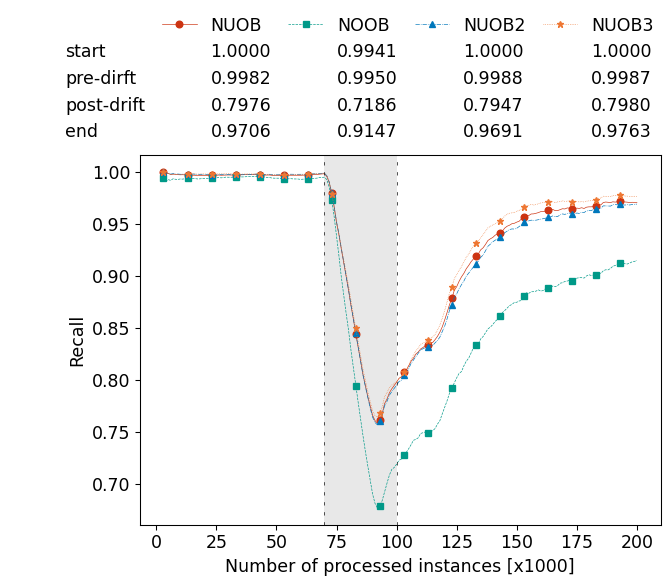 NUOB NOOB NUOB2 NUOB3
start 1.0000 0.9941 1.0000 1.0000
pre-dirft 0.9982 0.9950 0.9988 0.9987
post-drift 0.7976 0.7186 0.7947 0.7980
end 0.9706 0.9147 0.9691 0.9763
1.00
0.95
0.90
0.85
0.80
0.75
0.70
Recall
0 25 50 75 100 125 150 175 200
Number of processed instances [x1000]